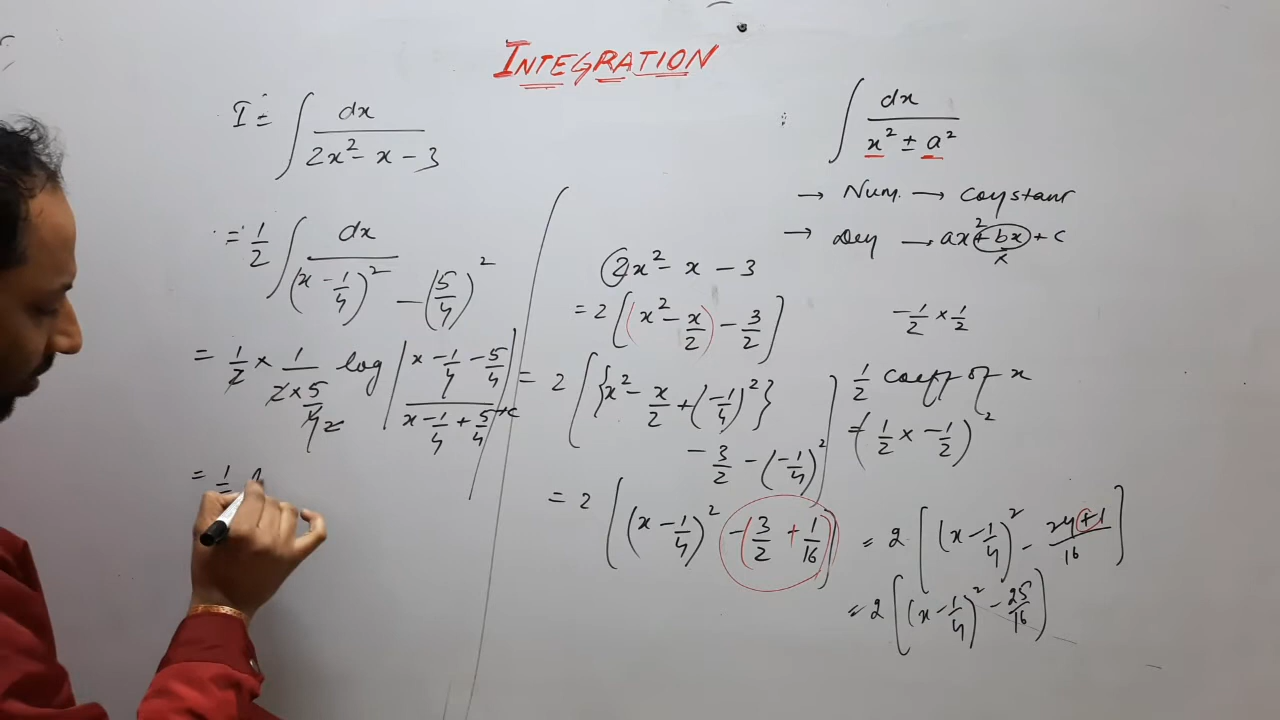 INTEGRATION
I = ∫ dx / (2x² - x - 3)
= 1/2 ∫ dx / ((x - 1/4)² - (5/4)²)
= 1/2 × 1/(2 × 5/4) log |(x - 1/4 - 5/4) / (x - 1/4 + 5/4)| + c
= 1/
2x² - x - 3
= 2 [(x² - x/2) - 3/2]
= 2 [{x² - x/2 + (-1/4)²}
- 3/2 - (-1/4)²]
= 2 [(x - 1/4)² - (3/2 + 1/16)]
∫ dx / (x² ± a²)
→ Num. → constant
→ Den → ax² + bx + c
x
-1/2 × 1/2
1/2 coeff of x
= (1/2 × -1/2)²
= 2 [(x - 1/4)² - (24 + 1)/16]
= 2 [(x - 1/4)² - 25/16]